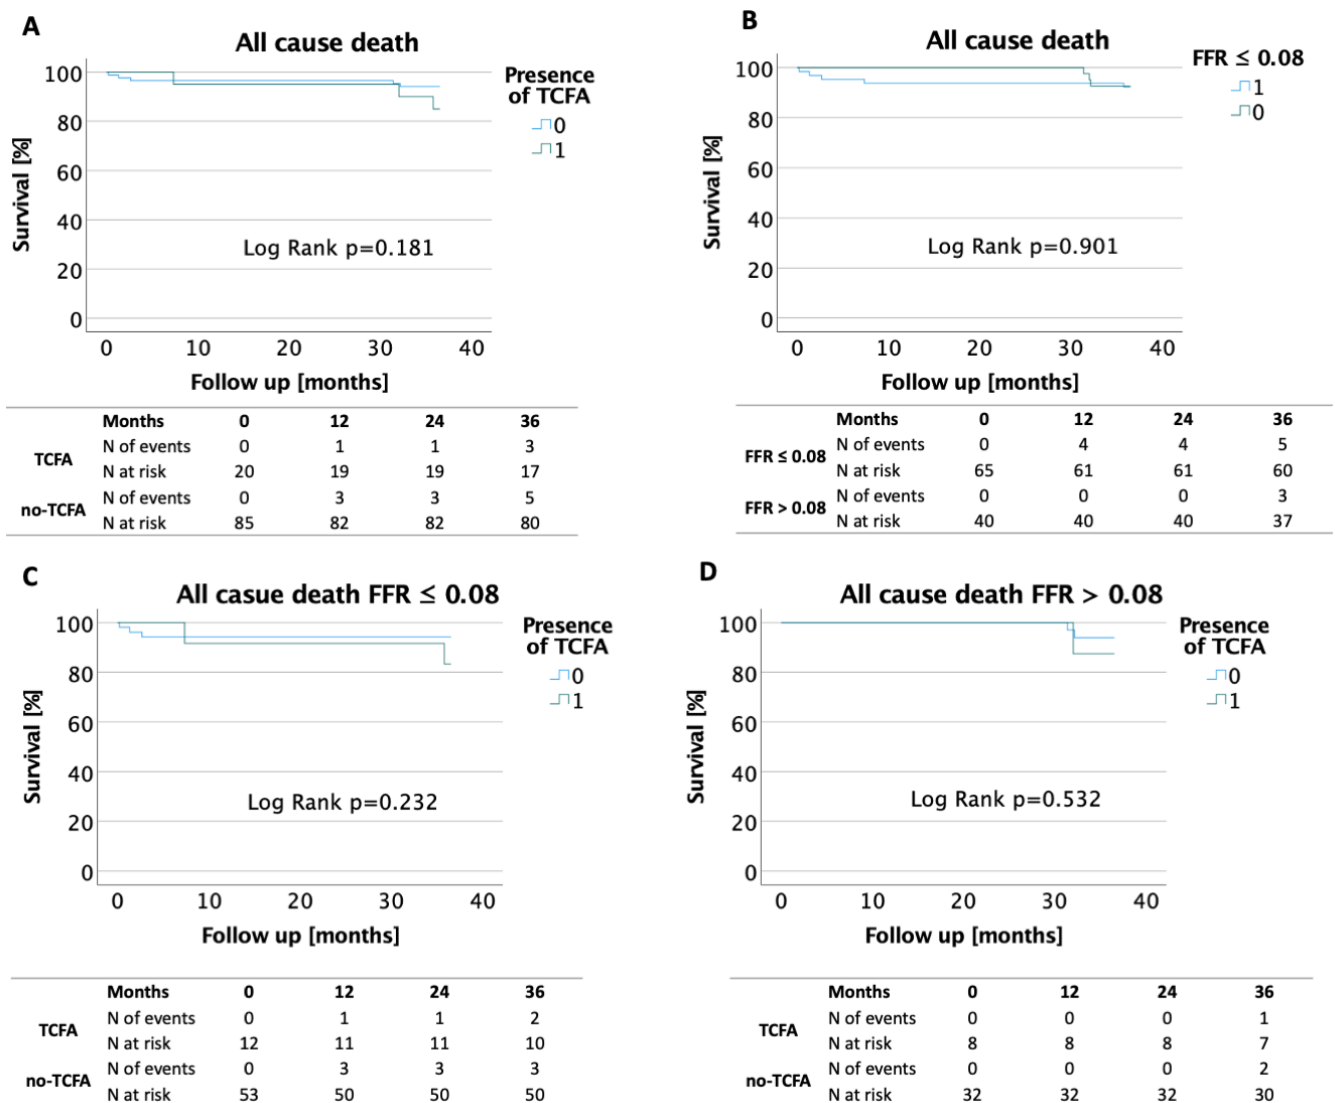 A
All cause death
100
80
60
40
20
0
Survival [%]
Log Rank p=0.181
0 10 20 30 40
Follow up [months]
Presence
of TCFA
0
1
Months 0 12 24 36
TCFA
N of events 0 1 1 3
N at risk 20 19 19 17
no-TCFA
N of events 0 3 3 5
N at risk 85 82 82 80
B
All cause death
100
80
60
40
20
0
Survival [%]
Log Rank p=0.901
0 10 20 30 40
Follow up [months]
FFR ≤ 0.08
1
0
Months 0 12 24 36
FFR ≤ 0.08
N of events 0 4 4 5
N at risk 65 61 61 60
FFR > 0.08
N of events 0 0 0 3
N at risk 40 40 40 37
C
All casue death FFR ≤ 0.08
100
80
60
40
20
0
Survival [%]
Log Rank p=0.232
0 10 20 30 40
Follow up [months]
Presence
of TCFA
0
1
Months 0 12 24 36
TCFA
N of events 0 1 1 2
N at risk 12 11 11 10
no-TCFA
N of events 0 3 3 3
N at risk 53 50 50 50
D
All cause death FFR > 0.08
100
80
60
40
20
0
Survival [%]
Log Rank p=0.532
0 10 20 30 40
Follow up [months]
Presence
of TCFA
0
1
Months 0 12 24 36
TCFA
N of events 0 0 0 1
N at risk 8 8 8 7
no-TCFA
N of events 0 0 0 2
N at risk 32 32 32 30